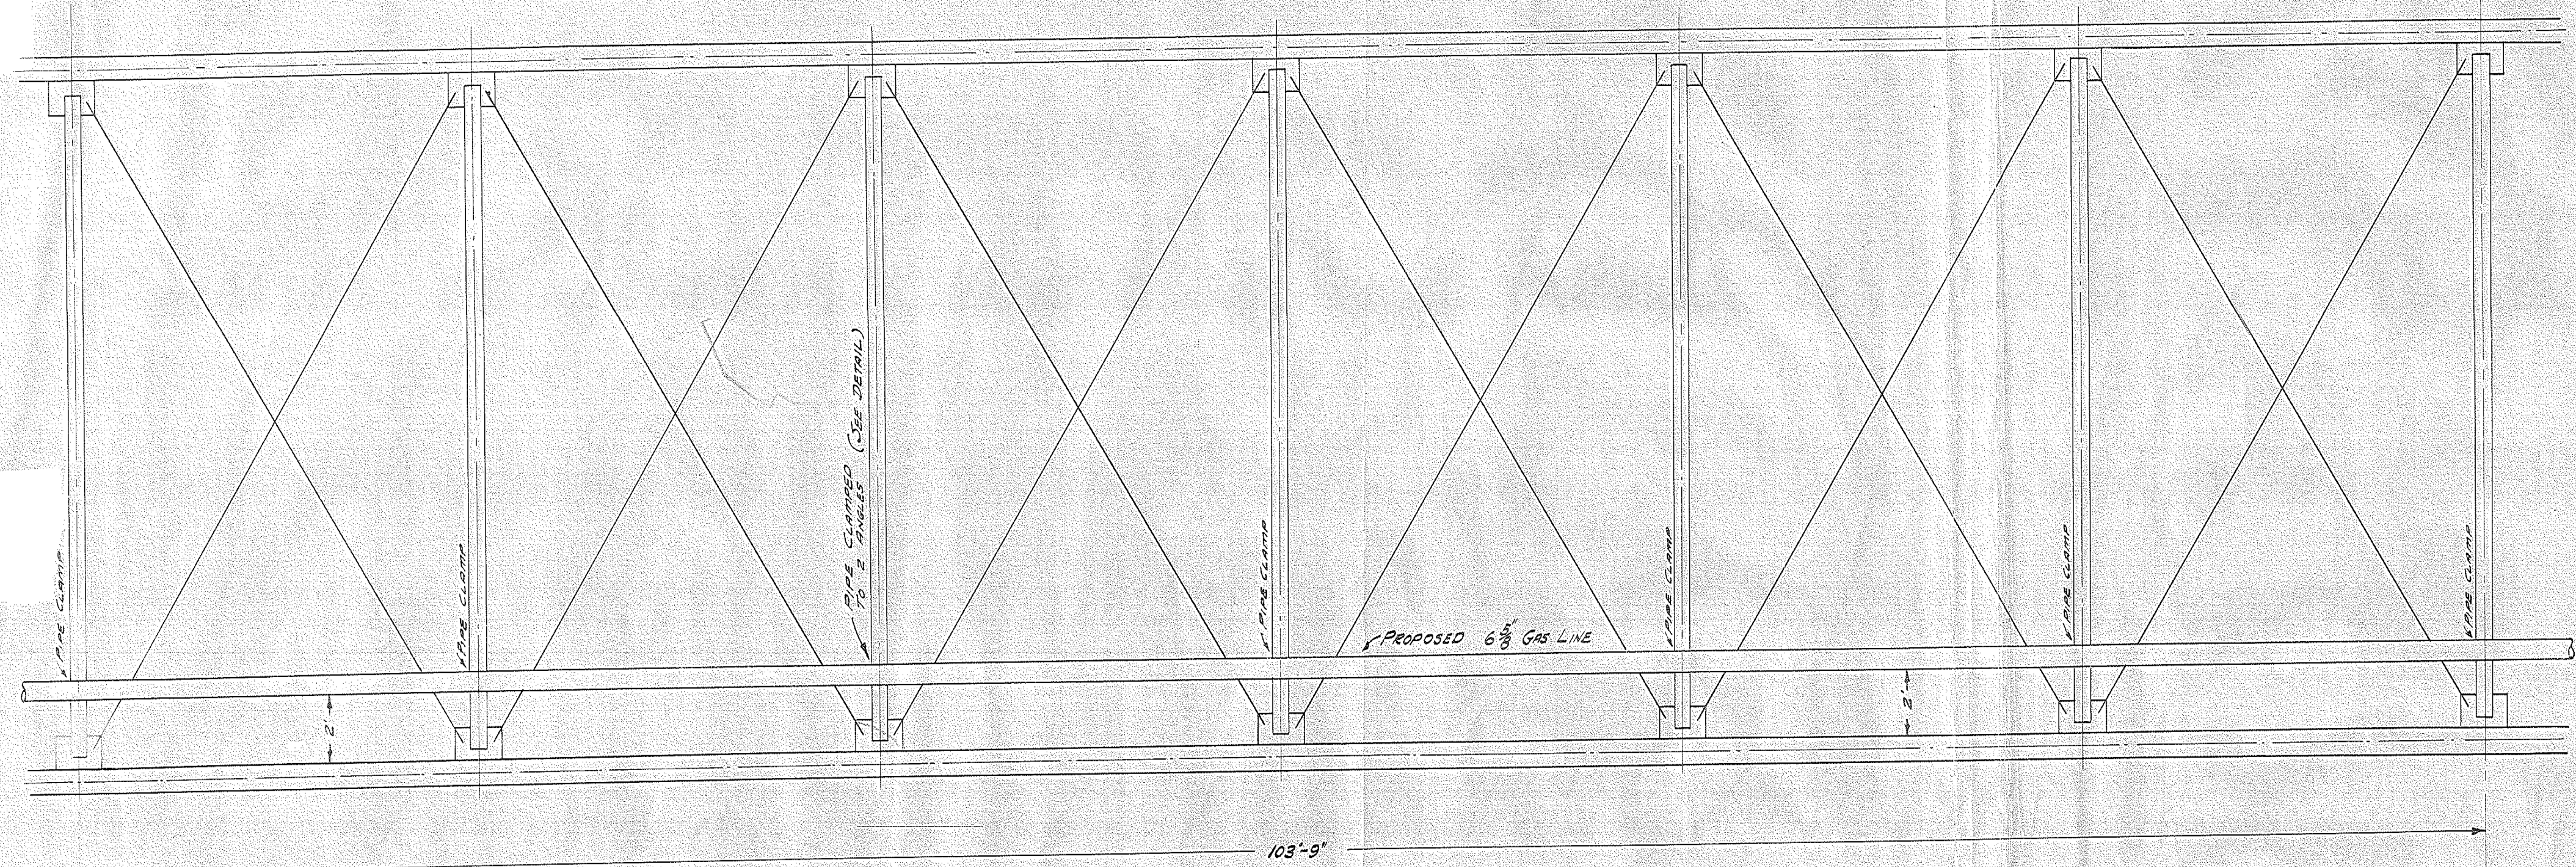 PIPE CLAMP
PIPE CLAMP
PIPE CLAMPED (SEE DETAIL)
TO 2 ANGLES
PIPE CLAMP
PROPOSED 6 5/8" GAS LINE
PIPE CLAMP
PIPE CLAMP
PIPE CLAMP
2'
2'
103'-9"